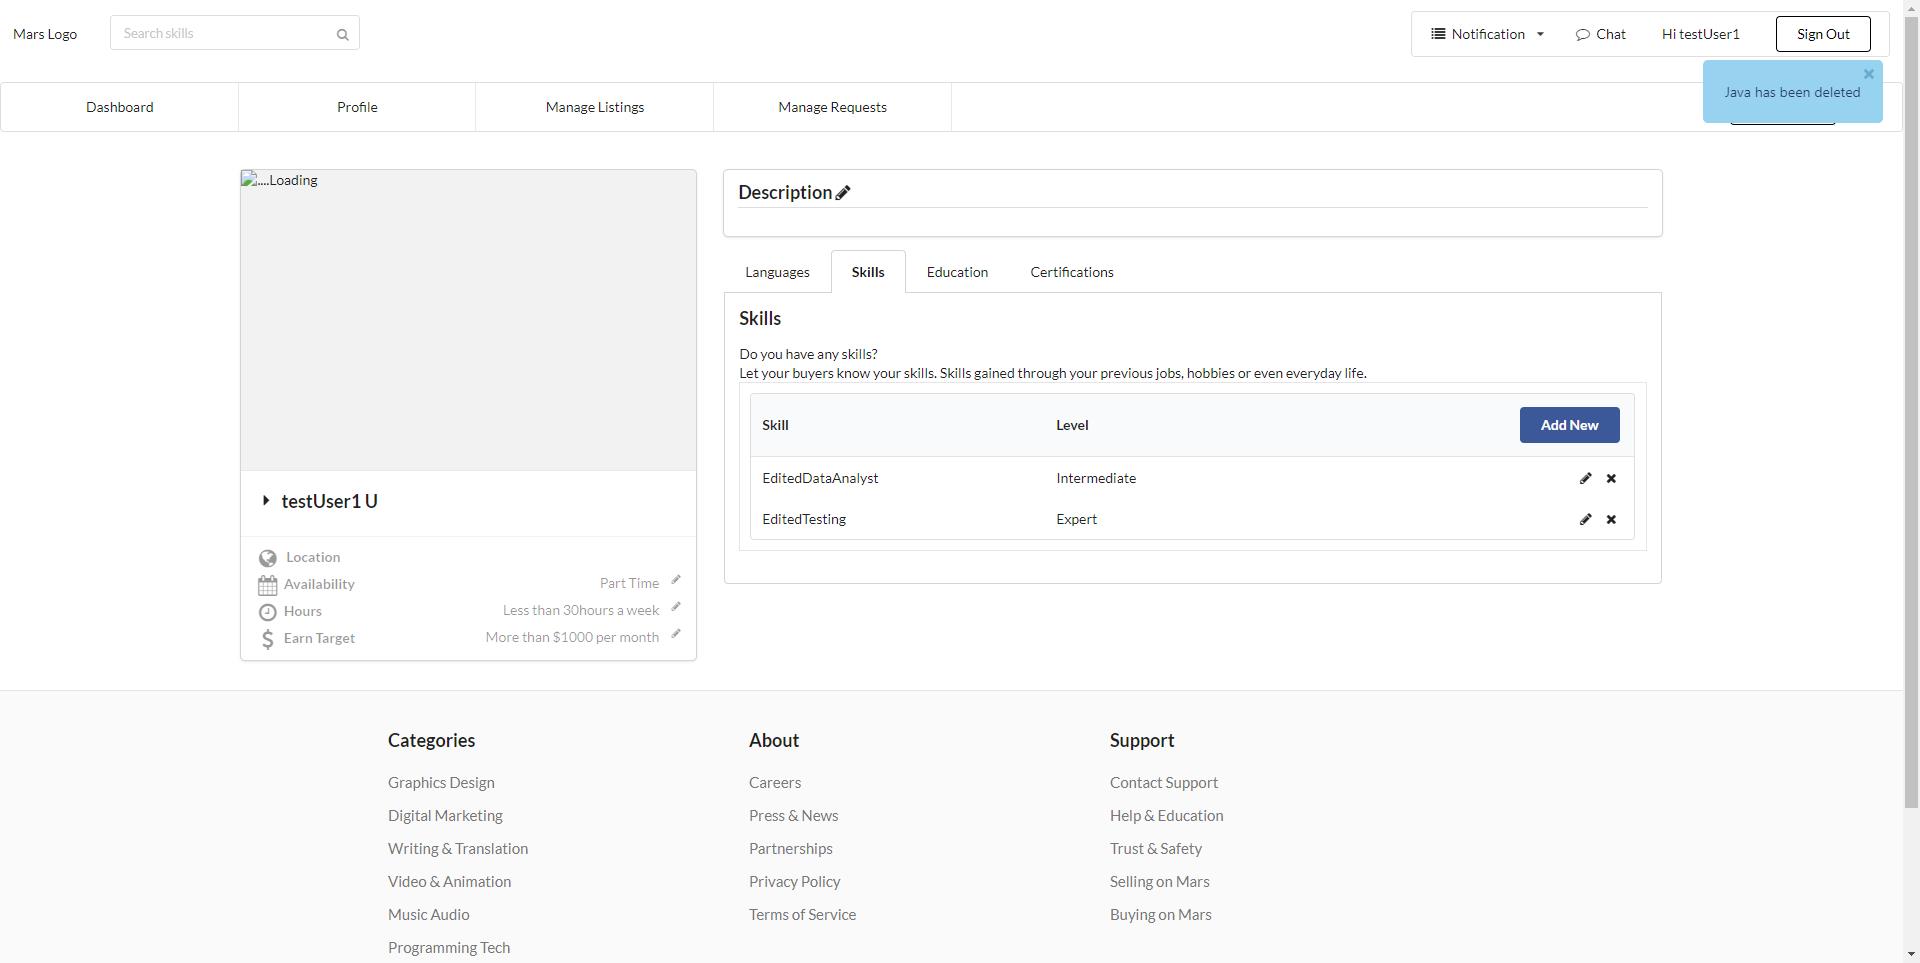 Mars Logo
Search skills
Notification
Chat
Hi testUser1
Sign Out
Java has been deleted
Dashboard
Profile
Manage Listings
Manage Requests
....Loading
testUser1 U
Location
Availability
Part Time
Hours
Less than 30hours a week
Earn Target
More than $1000 per month
Description
Languages
Skills
Education
Certifications
Skills
Do you have any skills?
Let your buyers know your skills. Skills gained through your previous jobs, hobbies or even everyday life.
Skill
Level
Add New
EditedDataAnalyst
Intermediate
EditedTesting
Expert
Categories
Graphics Design
Digital Marketing
Writing & Translation
Video & Animation
Music Audio
Programming Tech
About
Careers
Press & News
Partnerships
Privacy Policy
Terms of Service
Support
Contact Support
Help & Education
Trust & Safety
Selling on Mars
Buying on Mars